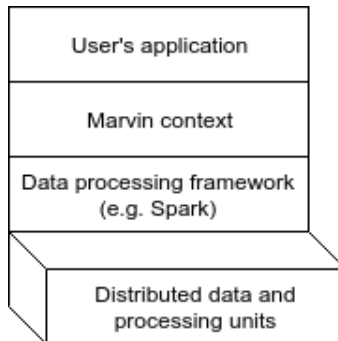 User's application
Marvin context
Data processing framework
(e.g. Spark)
Distributed data and
processing units